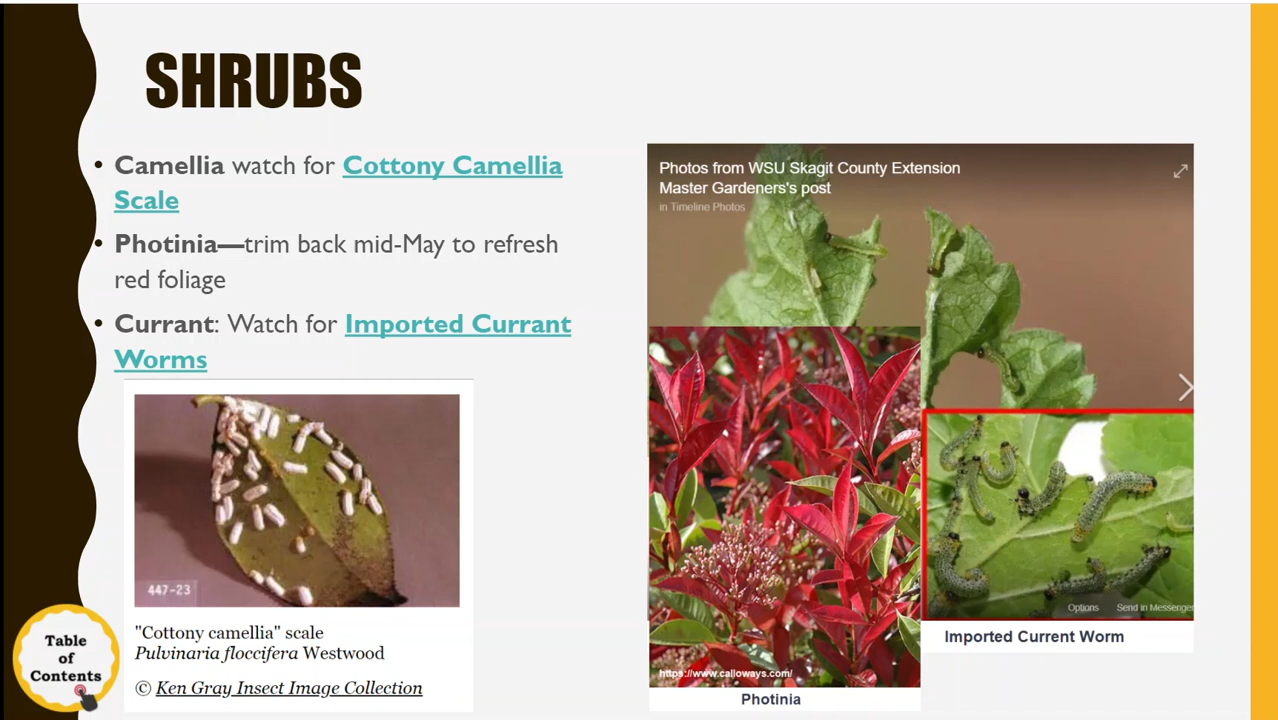 SHRUBS
• Camellia watch for Cottony Camellia
Scale
• Photinia—trim back mid-May to refresh
red foliage
• Currant: Watch for Imported Currant
Worms
447-23
"Cottony camellia" scale
Pulvinaria floccifera Westwood
© Ken Gray Insect Image Collection
Table
of
Contents
Photos from WSU Skagit County Extension
Master Gardeners's post
in Timeline Photos
https://www.calloways.com/
Photinia
Options Send in Messenger
Imported Current Worm